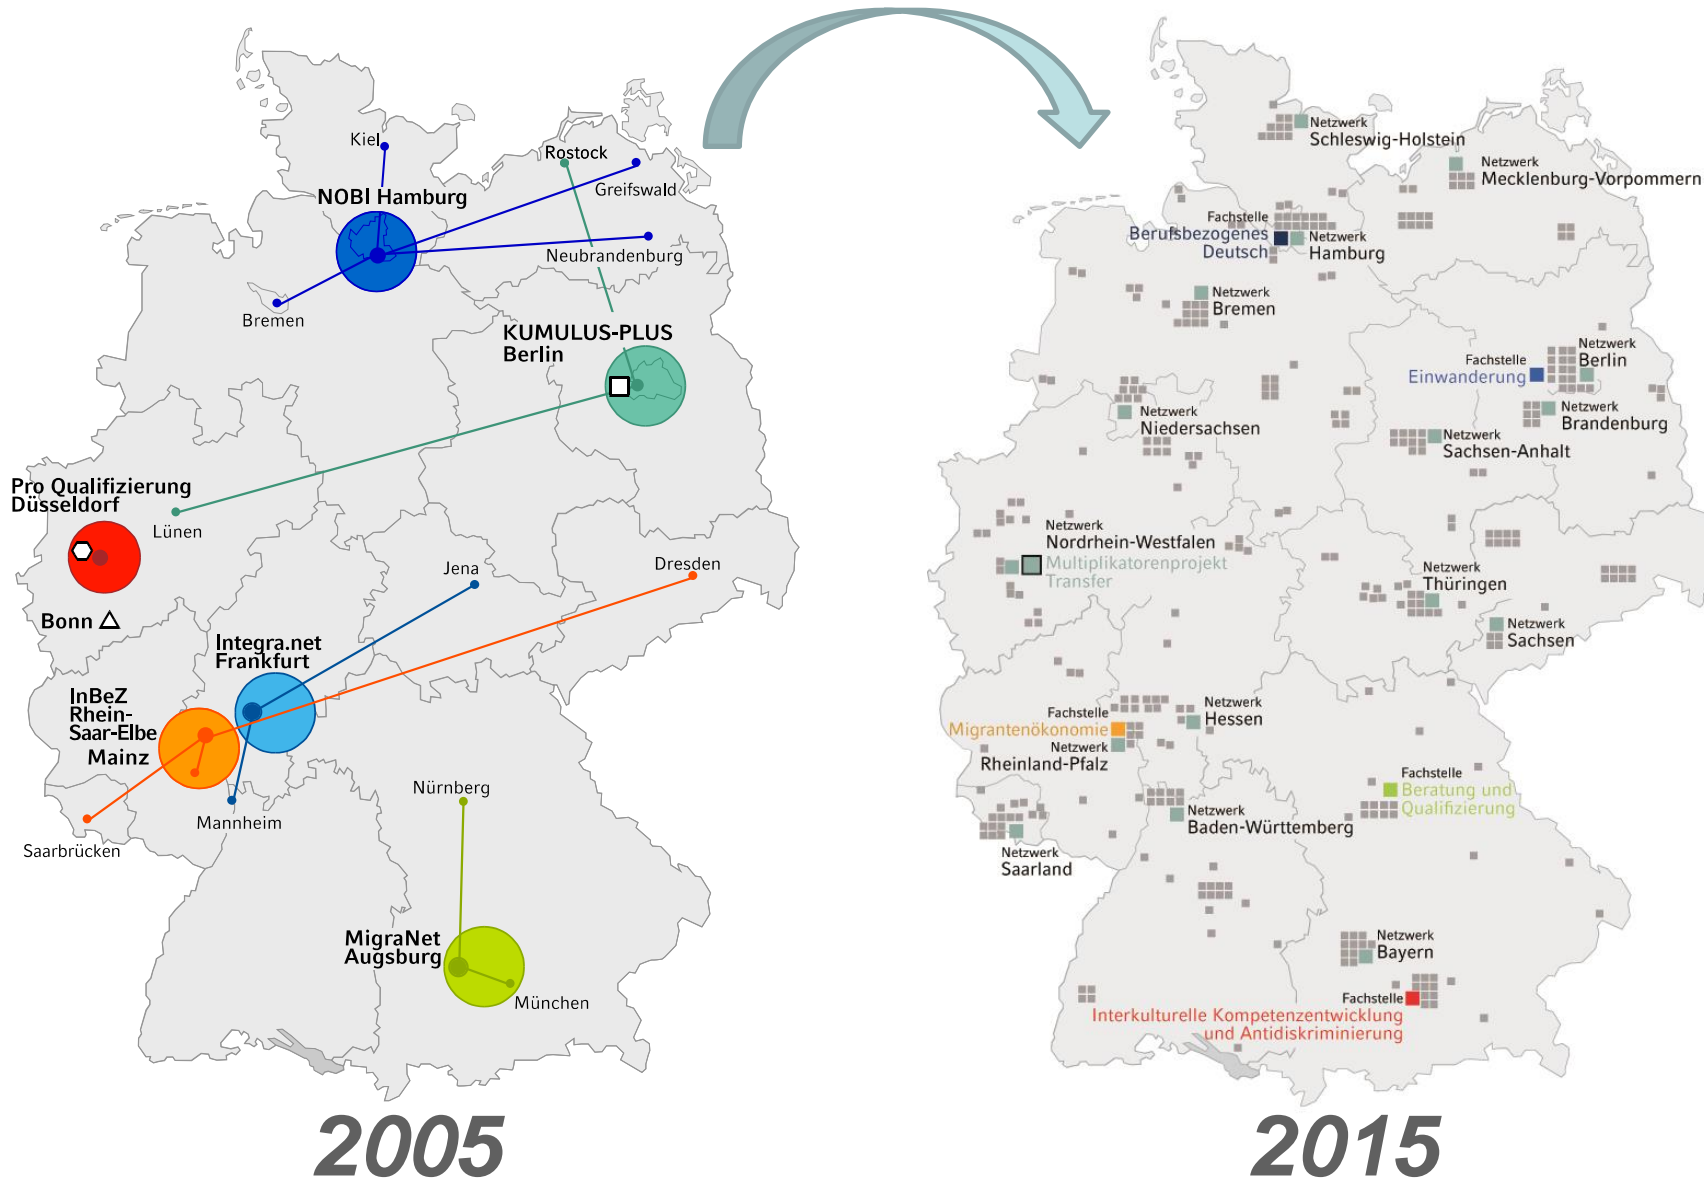 Kiel
Rostock
Greifswald
NOBI Hamburg
Neubrandenburg
Bremen
KUMULUS-PLUS
Berlin
Pro Qualifizierung
Düsseldorf
Lünen
Jena
Dresden
Bonn
Integra.net
Frankfurt
InBeZ
Rhein-
Saar-Elbe
Mainz
Nürnberg
Mannheim
Saarbrücken
MigraNet
Augsburg
München
2005
Netzwerk
Schleswig-Holstein
Netzwerk
Mecklenburg-Vorpommern
Fachstelle
Berufsbezogenes
Deutsch
Netzwerk
Hamburg
Netzwerk
Bremen
Netzwerk
Berlin
Fachstelle
Einwanderung
Netzwerk
Brandenburg
Netzwerk
Niedersachsen
Netzwerk
Sachsen-Anhalt
Netzwerk
Nordrhein-Westfalen
Multiplikatorenprojekt
Transfer
Netzwerk
Thüringen
Netzwerk
Sachsen
Netzwerk
Hessen
Fachstelle
Migrantenökonomie
Netzwerk
Rheinland-Pfalz
Fachstelle
Beratung und
Qualifizierung
Netzwerk
Baden-Württemberg
Netzwerk
Saarland
Netzwerk
Bayern
Fachstelle
Interkulturelle Kompetenzentwicklung
und Antidiskriminierung
2015